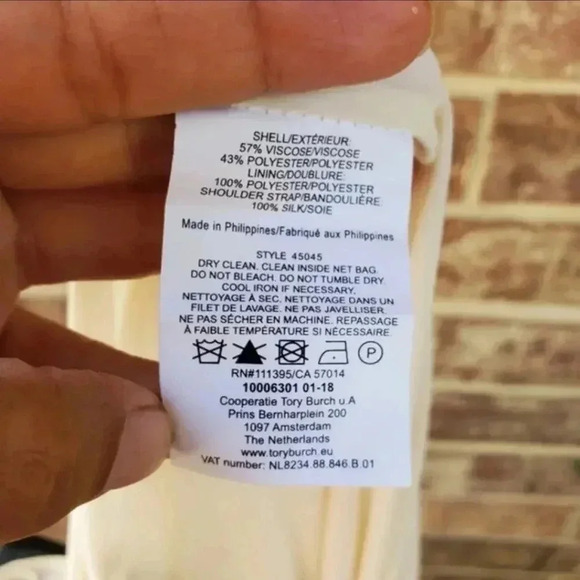 SHELL/EXTÉRIEUR:
57% VISCOSE/VISCOSE
43% POLYESTER/POLYESTER
LINING/DOUBLURE:
100% POLYESTER/POLYESTER
SHOULDER STRAP/BANDOULIÈRE
100% SILK/SOIE
Made in Philippines/Fabriqué aux Philippines
STYLE 45045
DRY CLEAN. CLEAN INSIDE NET BAG.
DO NOT BLEACH. DO NOT TUMBLE DRY.
COOL IRON IF NECESSARY.
NETTOYAGE À SEC. NETTOYAGE DANS UN
FILET DE LAVAGE. NE PAS JAVELLISER.
NE PAS SÉCHER EN MACHINE. REPASSAGE
À FAIBLE TEMPÉRATURE SI NÉCESSAIRE
P
RN#111395/CA 57014
10006301 01-18
Cooperatie Tory Burch u.A
Prins Bernharplein 200
1097 Amsterdam
The Netherlands
www.toryburch.eu
VAT number: NL8234.88.846.B.01